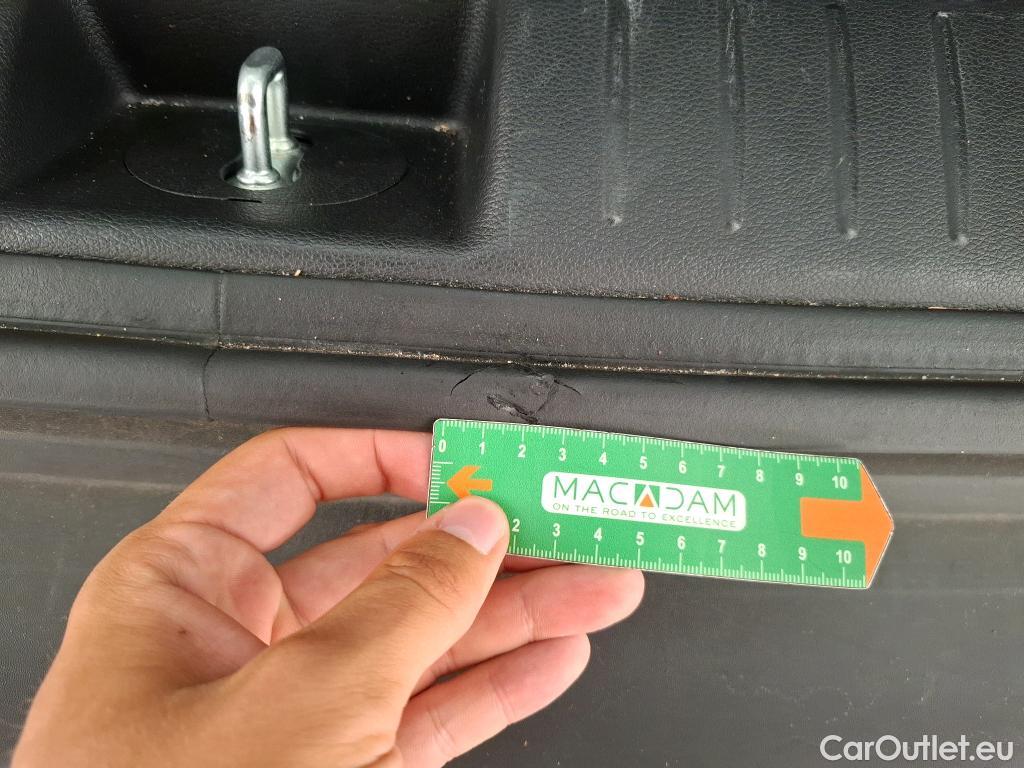 0 1 2 3 4 5 6 7 8 9 10
MACADAM
ON THE ROAD TO EXCELLENCE
2 3 4 5 6 7 8 9 10
CarOutlet.eu